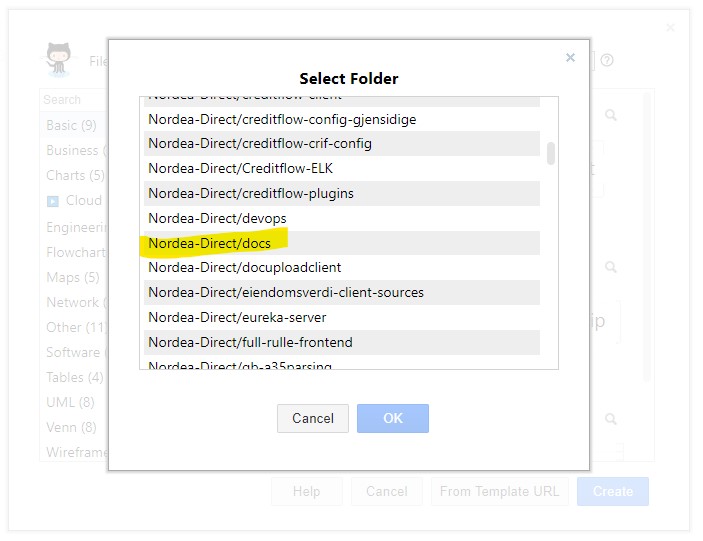 File
Select Folder
Search
Basic (9)
Business (
Charts (5)
Cloud
Engineerin
Flowchart
Maps (5)
Network (
Other (11)
Software (
Tables (4)
UML (8)
Venn (8)
Wireframe
Nordea-Direct/creditflow-client
Nordea-Direct/creditflow-config-gjensidige
Nordea-Direct/creditflow-crif-config
Nordea-Direct/Creditflow-ELK
Nordea-Direct/creditflow-plugins
Nordea-Direct/devops
Nordea-Direct/docs
Nordea-Direct/docuploadclient
Nordea-Direct/eiendomsverdi-client-sources
Nordea-Direct/eureka-server
Nordea-Direct/full-rulle-frontend
Nordea-Direct/gb-a35parsing
t
ip
Cancel
OK
Help
Cancel
From Template URL
Create